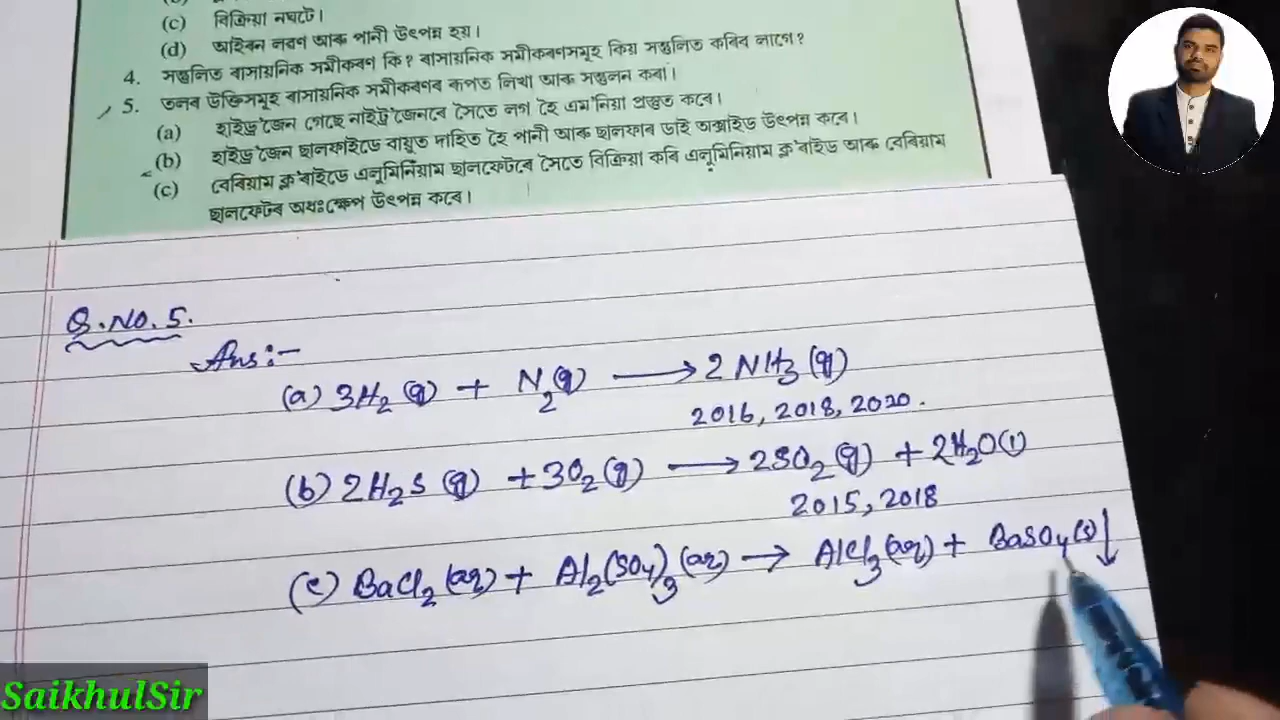 (c) বিক্ৰিয়া নঘটে।
(d) আইৰন লৱণ আৰু পানী উৎপন্ন হয়।
4. সন্তুলিত ৰাসায়নিক সমীকৰণ কি? ৰাসায়নিক সমীকৰণসমূহ কিয় সন্তুলিত কৰিব লাগে?
5. তলৰ উক্তিসমূহ ৰাসায়নিক সমীকৰণৰ ৰূপত লিখা আৰু সন্তুলন কৰা।
(a) হাইড্ৰ'জেন গেছে নাইট্ৰ'জেনৰে সৈতে লগ হৈ এম'নিয়া প্ৰস্তুত কৰে।
(b) হাইড্ৰ'জেন ছালফাইডে বায়ুত দাহিত হৈ পানী আৰু ছালফাৰ ডাই অক্সাইড উৎপন্ন কৰে।
(c) বেৰিয়াম ক্ল'ৰাইডে এলুমিনিয়াম ছালফেটৰে সৈতে বিক্ৰিয়া কৰি এলুমিনিয়াম ক্ল'ৰাইড আৰু বেৰিয়াম
ছালফেটৰ অধঃক্ষেপ উৎপন্ন কৰে।
Q.NO.5.
Ans:-
(a) 3H₂(g) + N₂(g) ⟶ 2NH₃(g)
2016, 2018, 2020.
(b) 2H₂S(g) + 3O₂(g) ⟶ 2SO₂(g) + 2H₂O(l)
2015, 2018
(c) BaCl₂(aq) + Al₂(SO₄)₃(aq) ⟶ AlCl₃(aq) + BaSO₄(s)↓
SaikhulSir